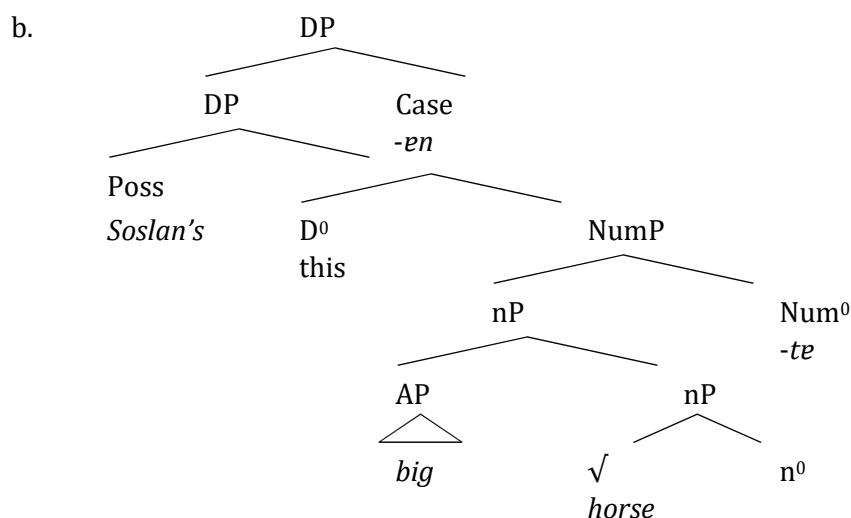 b. DP
DP Case
-ɐn
Poss
Soslan’s D⁰ NumP
this
nP Num⁰
-tɐ
AP nP
big √ n⁰
horse